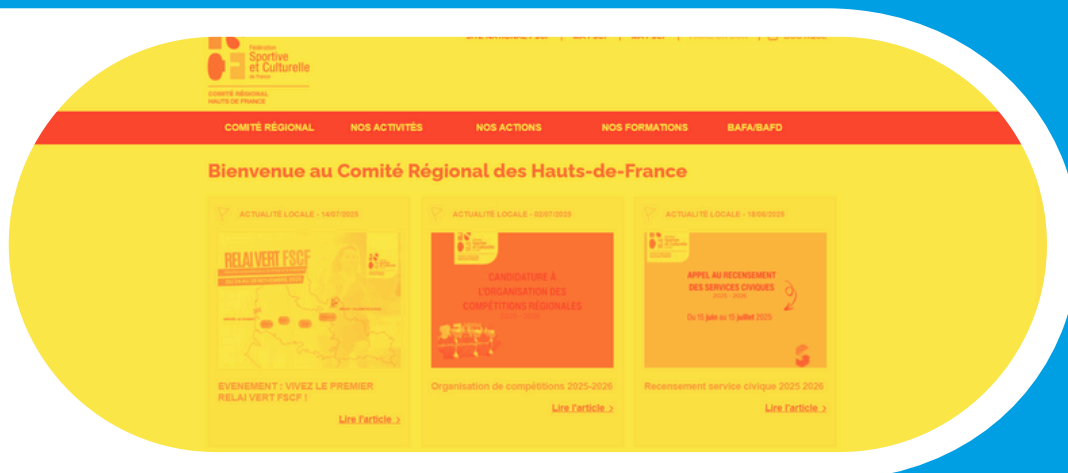 Fédération
Sportive
et Culturelle
de France
COMITÉ RÉGIONAL
HAUTS DE FRANCE
COMITÉ RÉGIONAL NOS ACTIVITÉS NOS ACTIONS NOS FORMATIONS BAFA/BAFD
Bienvenue au Comité Régional des Hauts-de-France
ACTUALITÉ LOCALE - 14/07/2025
RELAI VERT FSCF
EVENEMENT : VIVEZ LE PREMIER
RELAI VERT FSCF !
Lire l'article >
ACTUALITÉ LOCALE - 02/07/2025
CANDIDATURE À
L'ORGANISATION DES
COMPÉTITIONS RÉGIONALES
2025 - 2026
Organisation de compétitions 2025-2026
Lire l'article >
ACTUALITÉ LOCALE - 18/06/2025
APPEL AU RECENSEMENT
DES SERVICES CIVIQUES
2025 - 2026
Du 15 juin au 15 juillet 2025
Recensement service civique 2025 2026
Lire l'article >